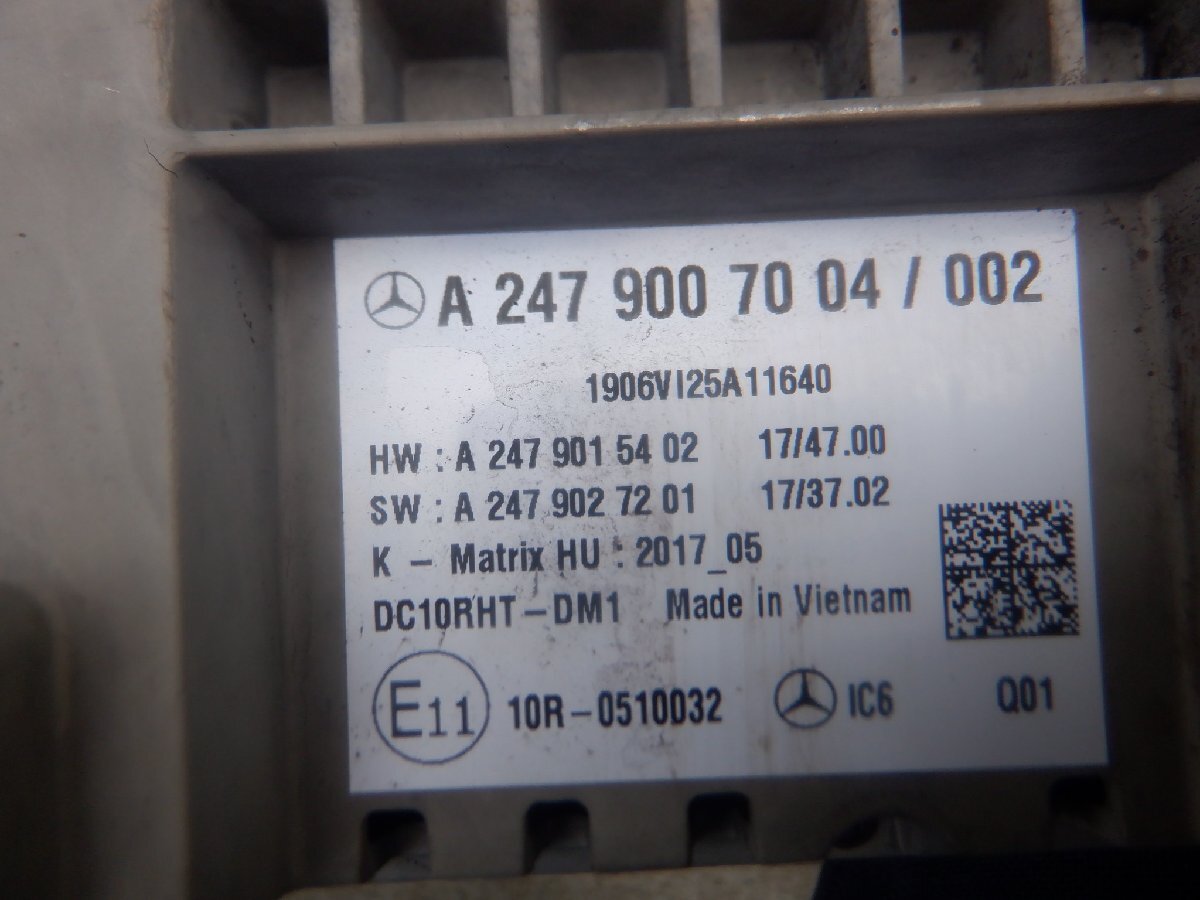 A 247 900 70 04 / 002
1906VI25A11640
HW : A 247 901 54 02 17/47.00
SW : A 247 902 72 01 17/37.02
K - Matrix HU : 2017_05
DC10RHT-DM1 Made in Vietnam
E11 10R-0510032 IC6 Q01